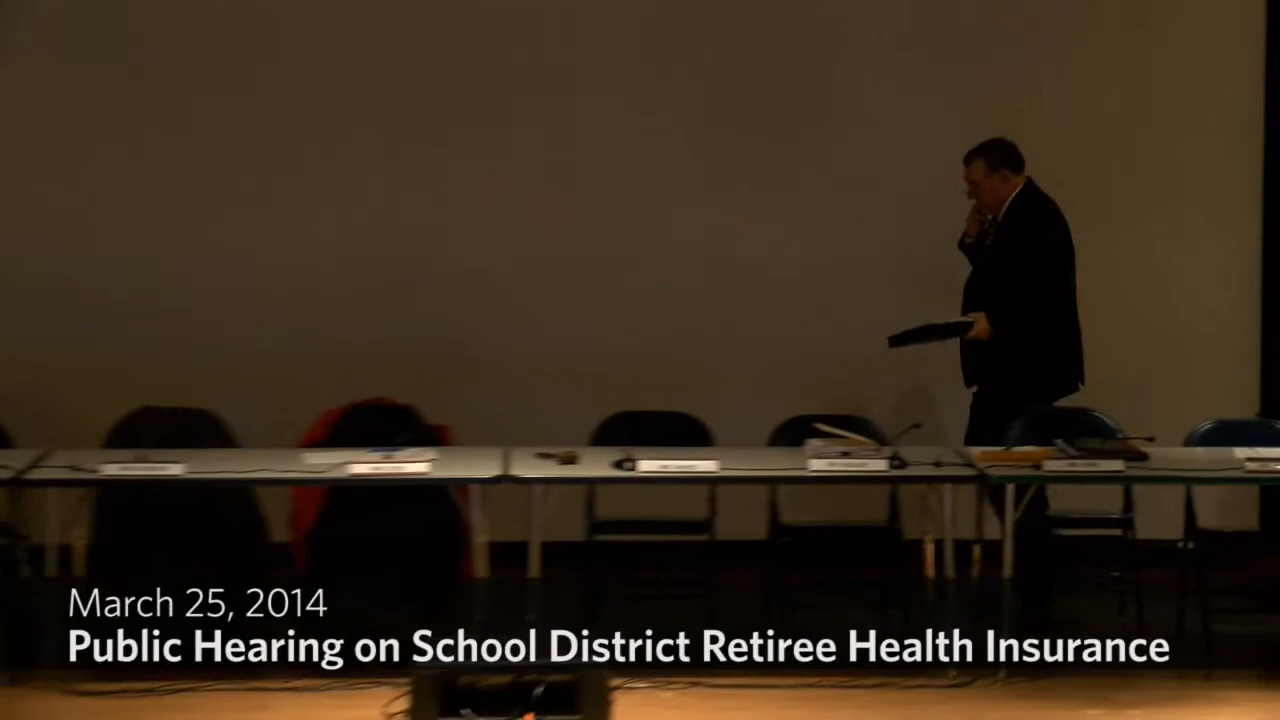 March 25, 2014
Public Hearing on School District Retiree Health Insurance